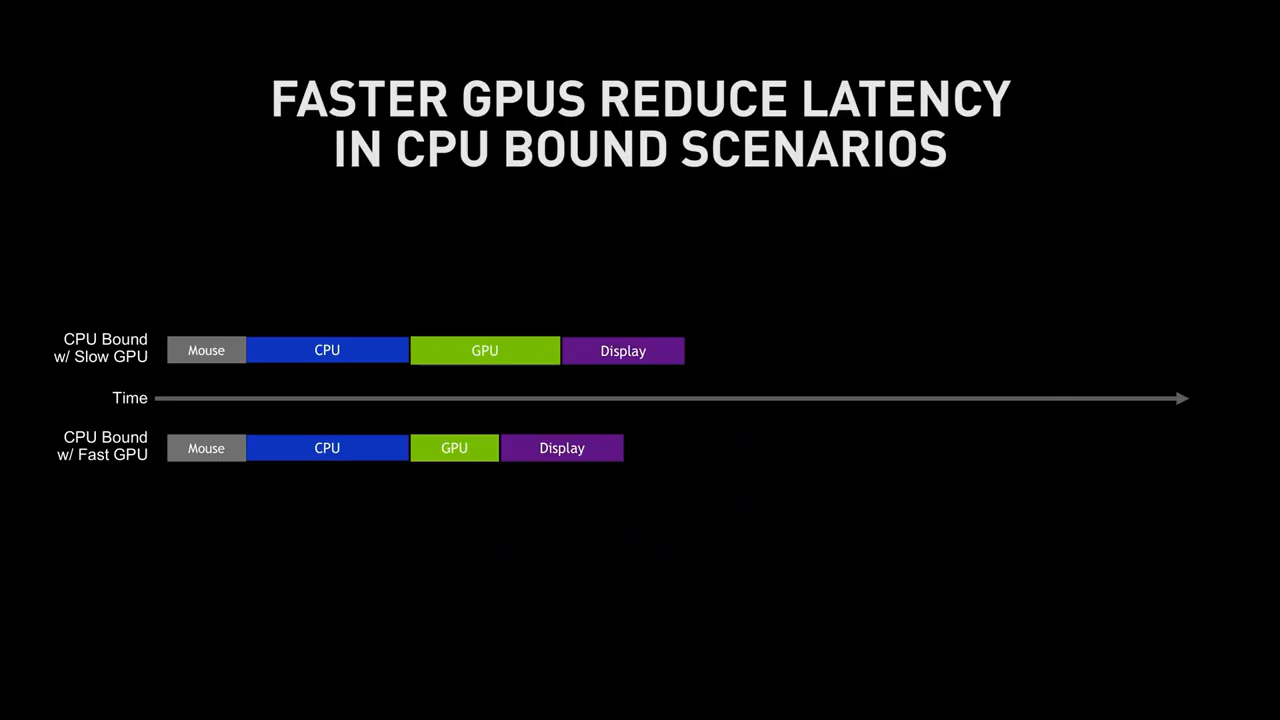 FASTER GPUS REDUCE LATENCY
IN CPU BOUND SCENARIOS
CPU Bound
w/ Slow GPU
Mouse CPU GPU Display
Time
CPU Bound
w/ Fast GPU
Mouse CPU GPU Display